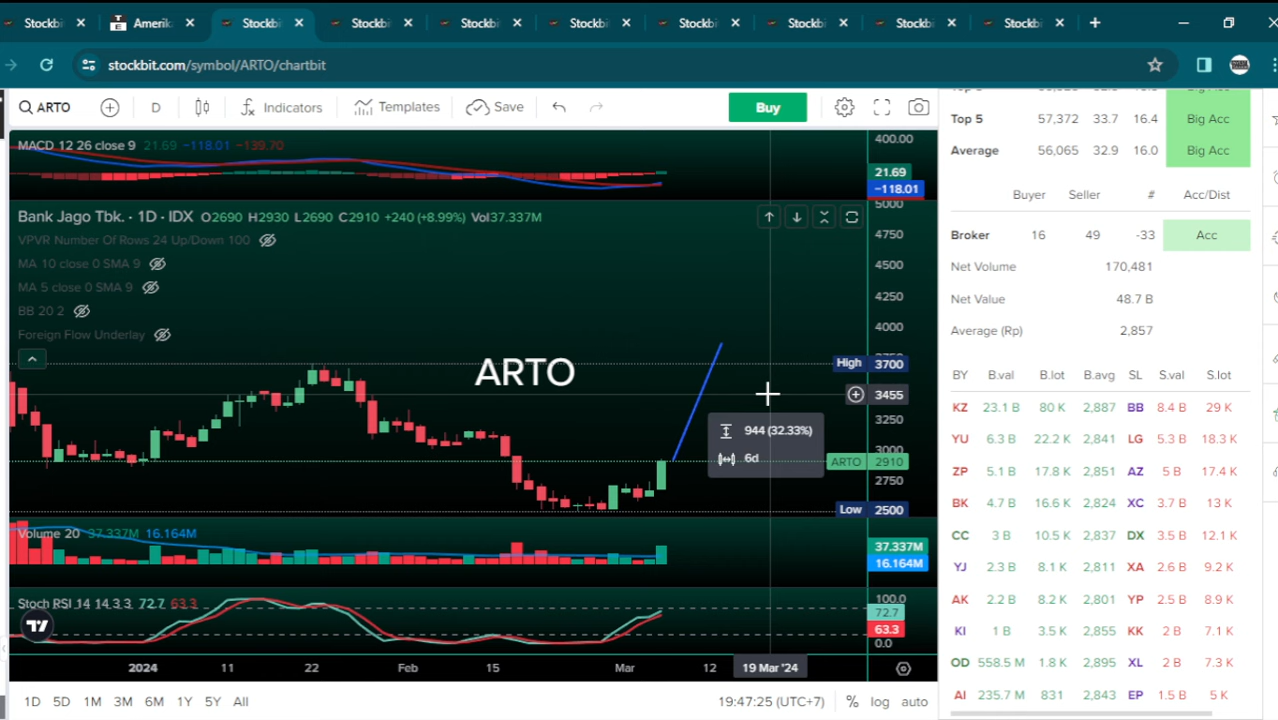 Stockbi Amerik Stockbi Stockbi Stockbi Stockbi Stockbi Stockbi Stockbi Stockbi
stockbit.com/symbol/ARTO/chartbit
ARTO D Indicators Templates Save Buy
MACD 12 26 close 9 21.69 −118.01 −139.70
400.00
21.69
−118.01
Bank Jago Tbk. · 1D · IDX O2690 H2930 L2690 C2910 +240 (+8.99%) Vol37.337M
VPVR Number Of Rows 24 Up/Down 100
MA 10 close 0 SMA 9
MA 5 close 0 SMA 9
BB 20 2
Foreign Flow Underlay
5000
4750
4500
4250
4000
High 3700
3455
3250
3000
ARTO 2910
2750
Low 2500
ARTO
944 (32.33%)
6d
Volume 20 37.337M 16.164M
37.337M
16.164M
Stoch RSI 14 14 3 3 72.7 63.3
100.0
72.7
63.3
0.0
2024 11 22 Feb 15 Mar 12 19 Mar '24
1D 5D 1M 3M 6M 1Y 5Y All 19:47:25 (UTC+7) % log auto
Big Acc
Top 5 57,372 33.7 16.4 Big Acc
Average 56,065 32.9 16.0 Big Acc
Buyer Seller # Acc/Dist
Broker 16 49 -33 Acc
Net Volume 170,481
Net Value 48.7 B
Average (Rp) 2,857
BY B.val B.lot B.avg SL S.val S.lot
KZ 23.1 B 80 K 2,887 BB 8.4 B 29 K
YU 6.3 B 22.2 K 2,841 LG 5.3 B 18.3 K
ZP 5.1 B 17.8 K 2,851 AZ 5 B 17.4 K
BK 4.7 B 16.6 K 2,824 XC 3.7 B 13 K
CC 3 B 10.5 K 2,837 DX 3.5 B 12.1 K
YJ 2.3 B 8.1 K 2,811 XA 2.6 B 9.2 K
AK 2.2 B 8.2 K 2,801 YP 2.5 B 8.9 K
KI 1 B 3.5 K 2,855 KK 2 B 7.1 K
OD 558.5 M 1.8 K 2,895 XL 2 B 7.3 K
AI 235.7 M 831 2,843 EP 1.5 B 5 K